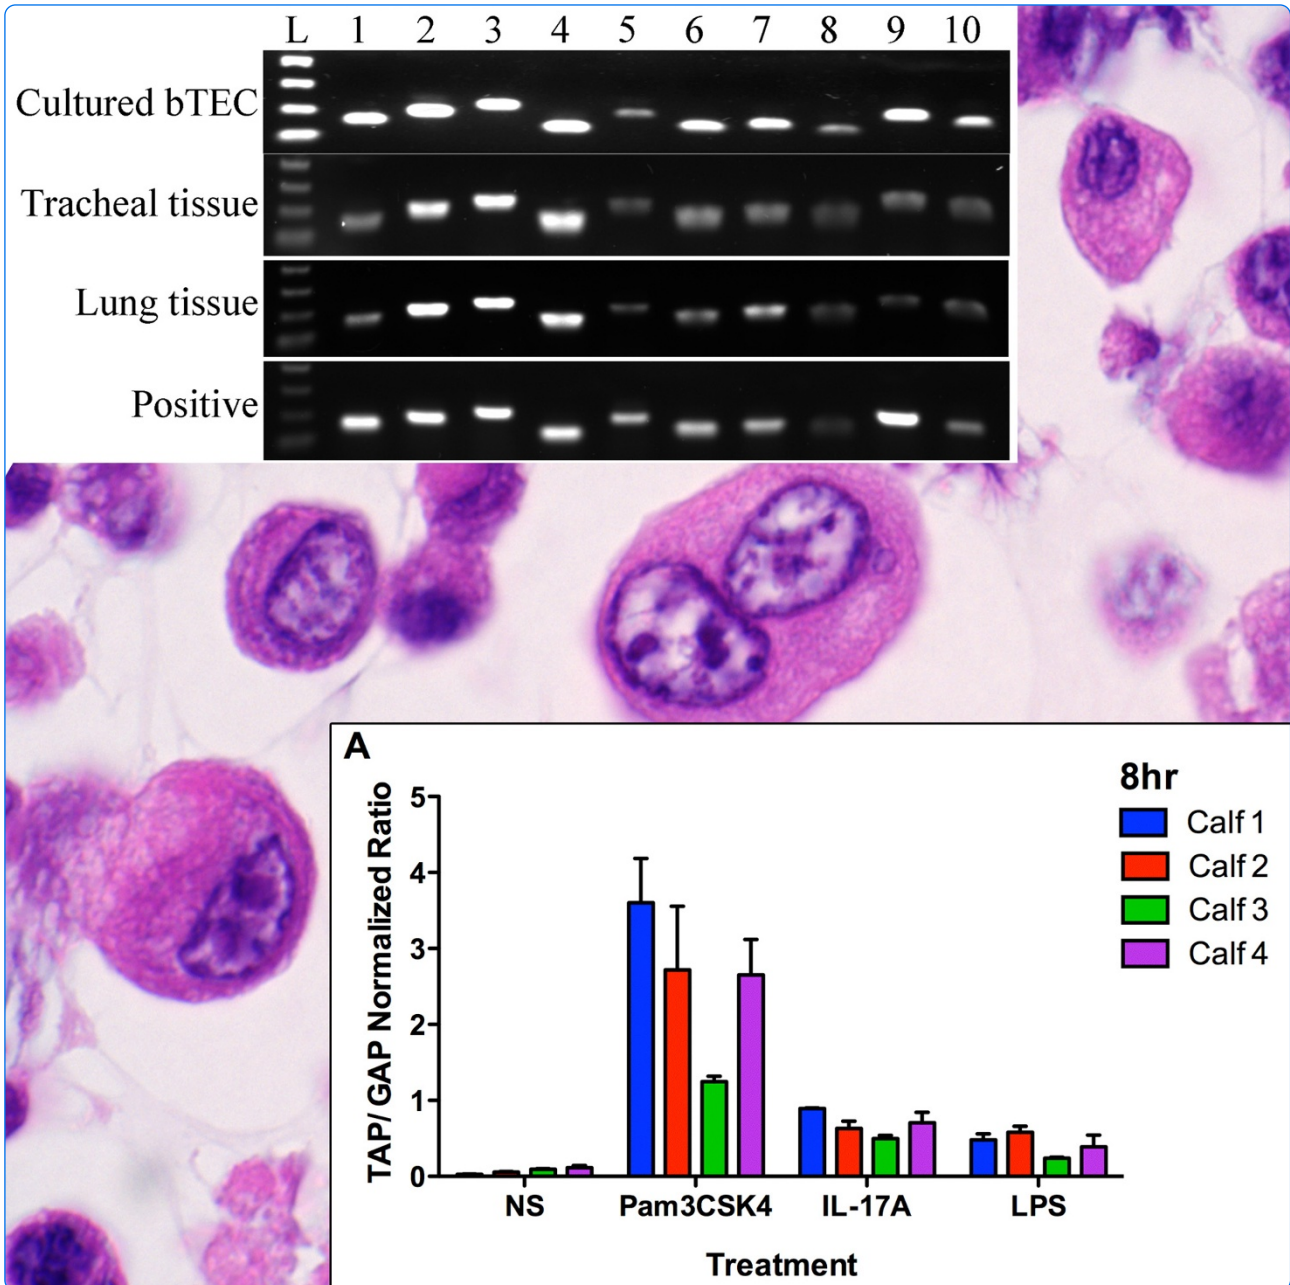 L 1 2 3 4 5 6 7 8 9 10
Cultured bTEC
Tracheal tissue
Lung tissue
Positive
A
8hr
Calf 1
Calf 2
Calf 3
Calf 4
TAP/ GAP Normalized Ratio
5
4
3
2
1
0
NS Pam3CSK4 IL-17A LPS
Treatment